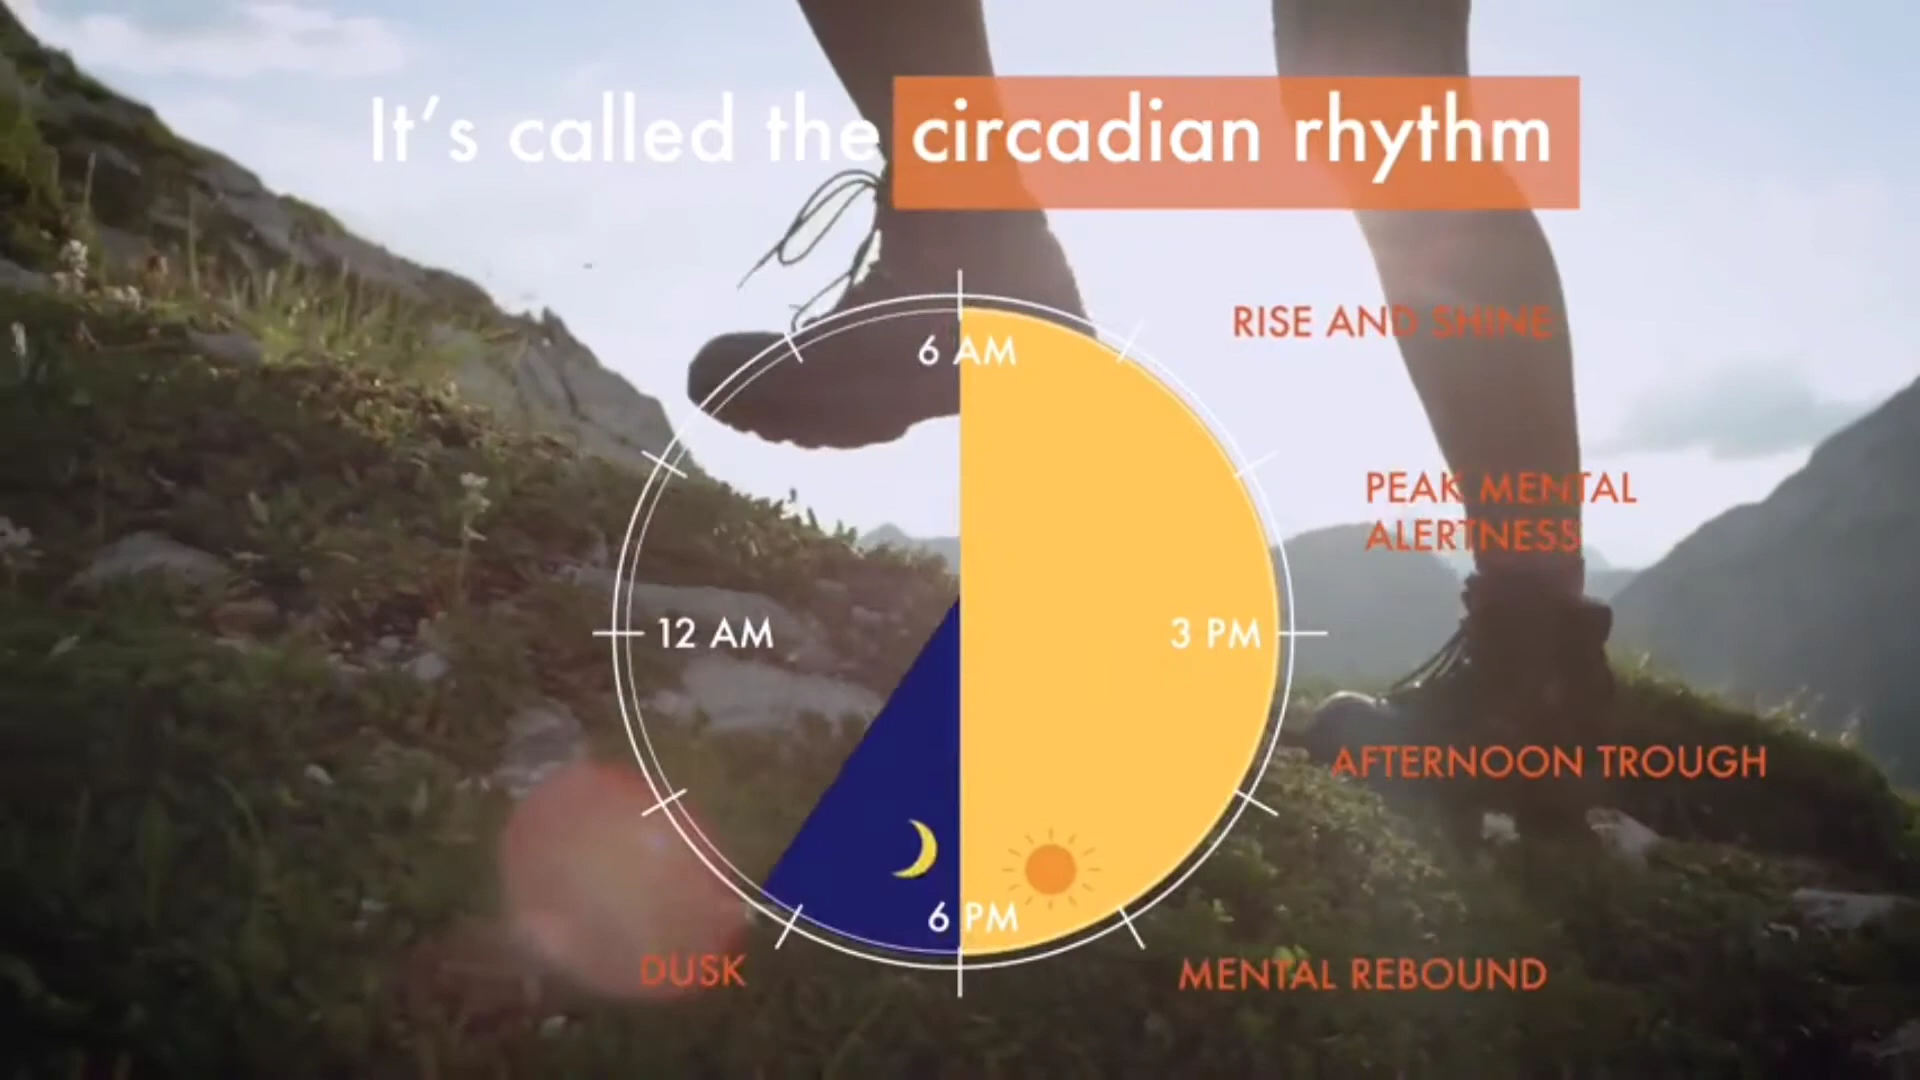 It's called the circadian rhythm
6 AM
RISE AND SHINE
PEAK MENTAL
ALERTNESS
12 AM
3 PM
AFTERNOON TROUGH
6 PM
DUSK
MENTAL REBOUND